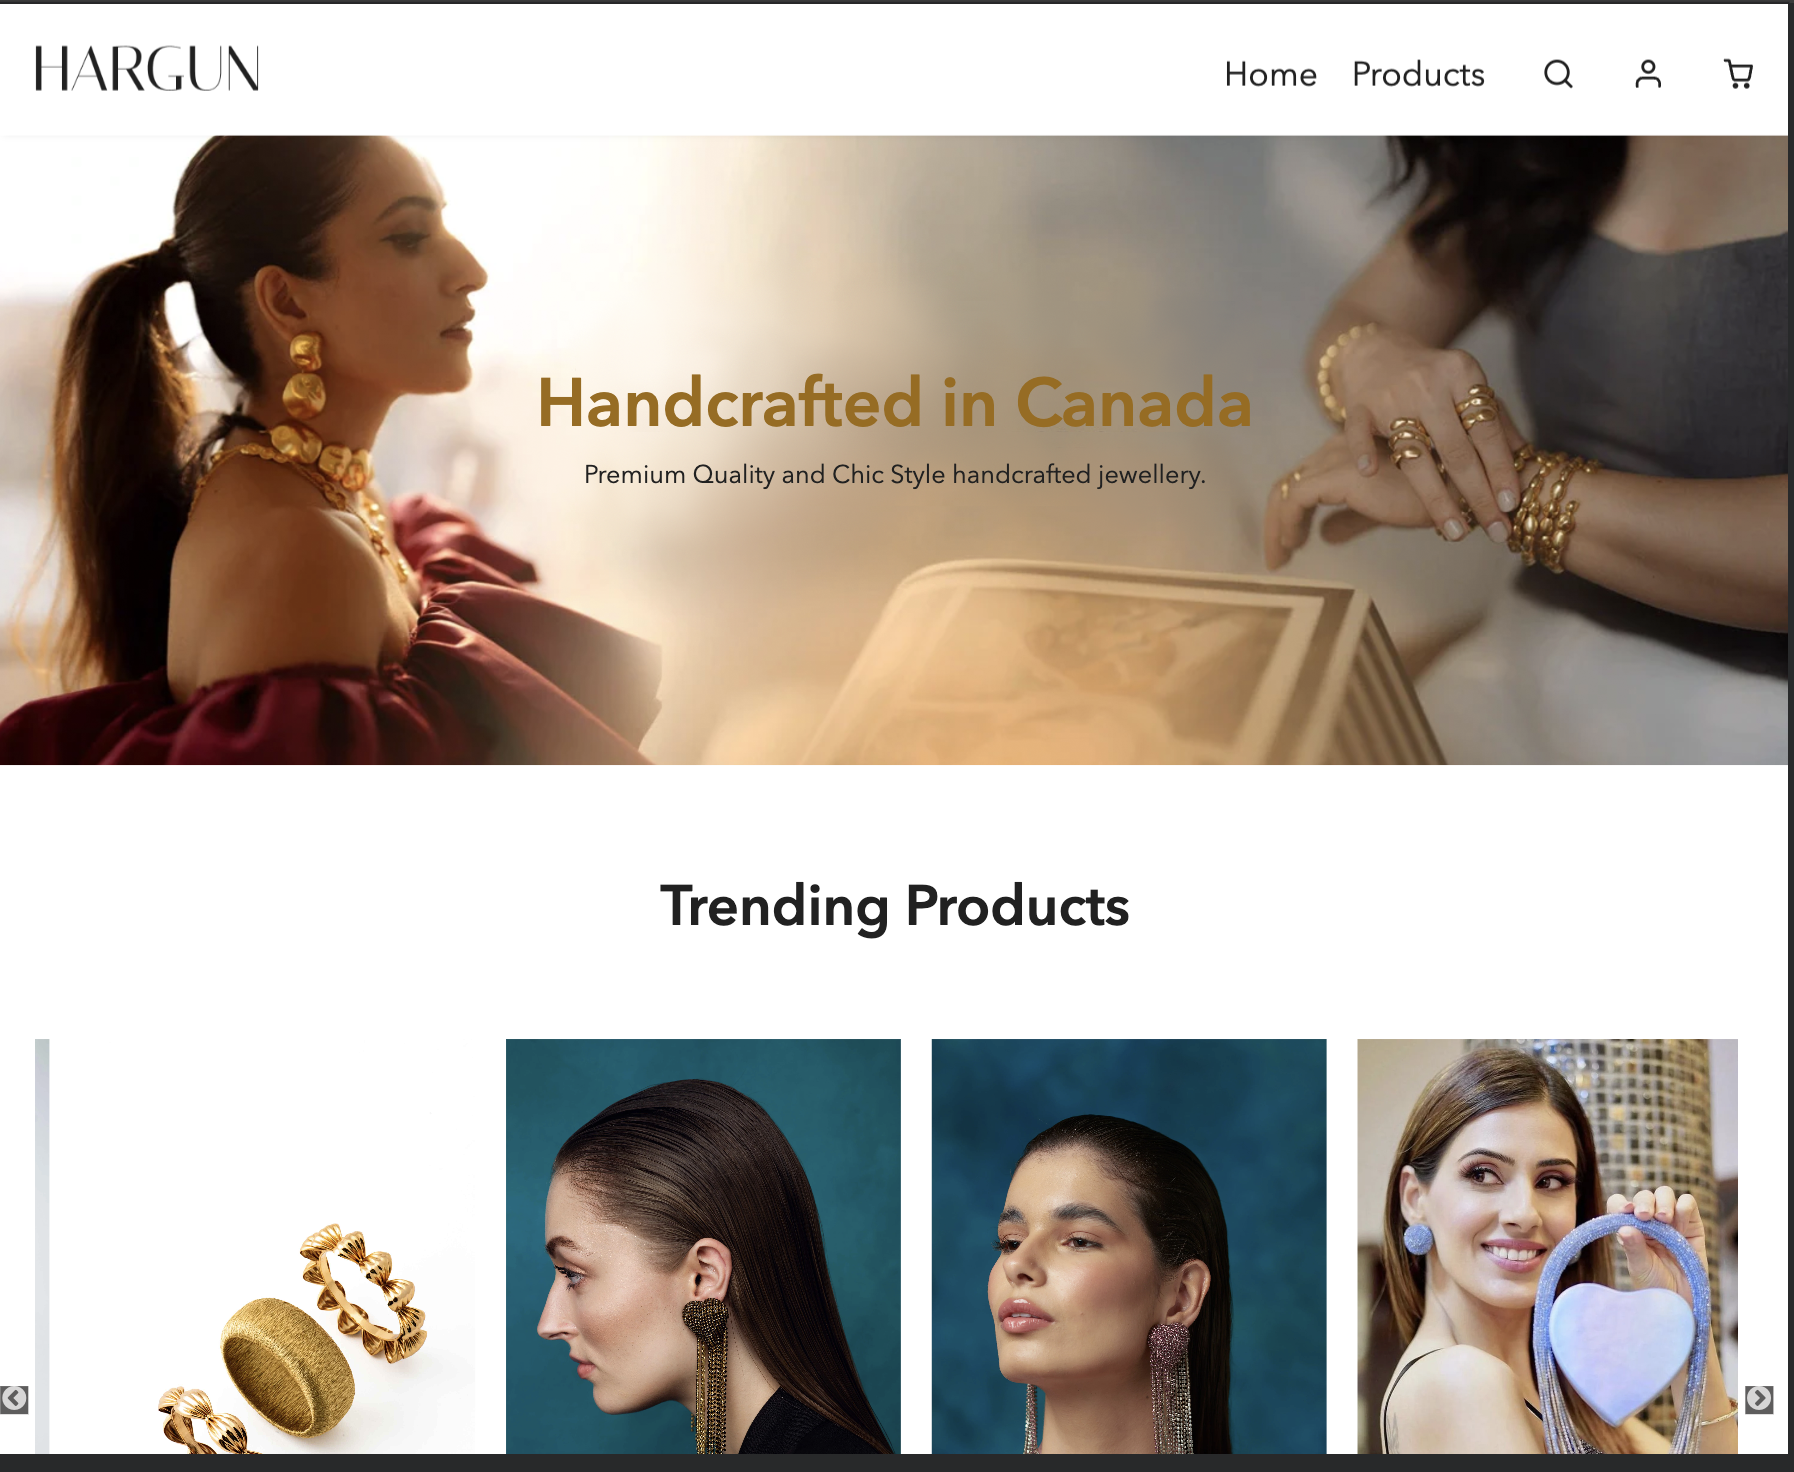 HARGUN
Home Products
Handcrafted in Canada
Premium Quality and Chic Style handcrafted jewellery.
Trending Products